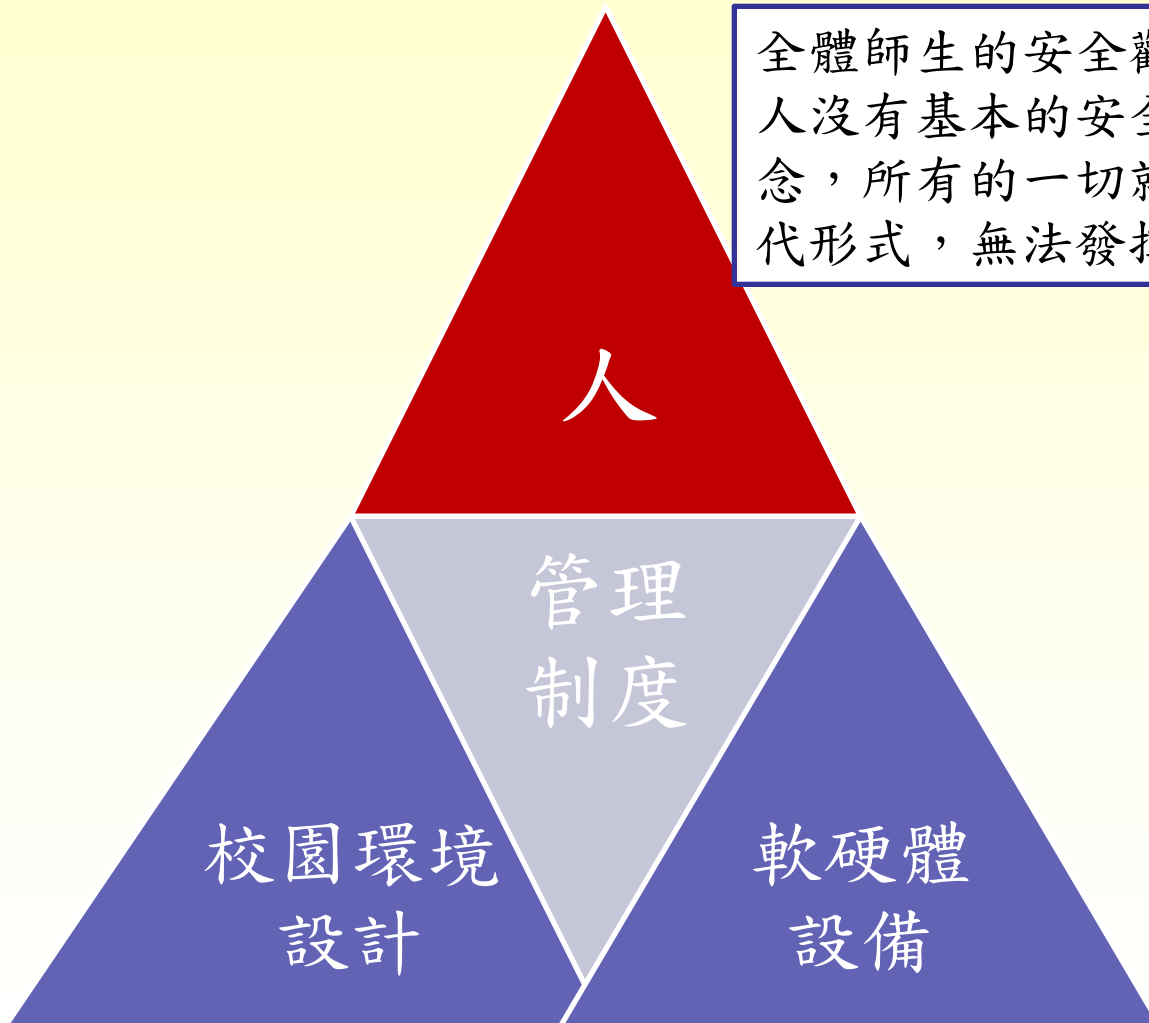 全體師生的安全
人沒有基本的安全
念，所有的一切
代形式，無法發
人
管理
制度
校園環境
設計
軟硬體
設備